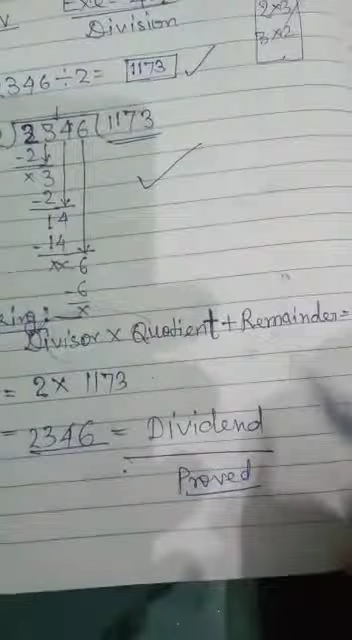 Division
2×3
3×2
2346÷2= 1173
2346 ( 1173
-2
×3
-2
14
-14
××6
-6
×
Divisor × Quotient + Remainder =
= 2 × 1173
= 2346 = Dividend
Proved